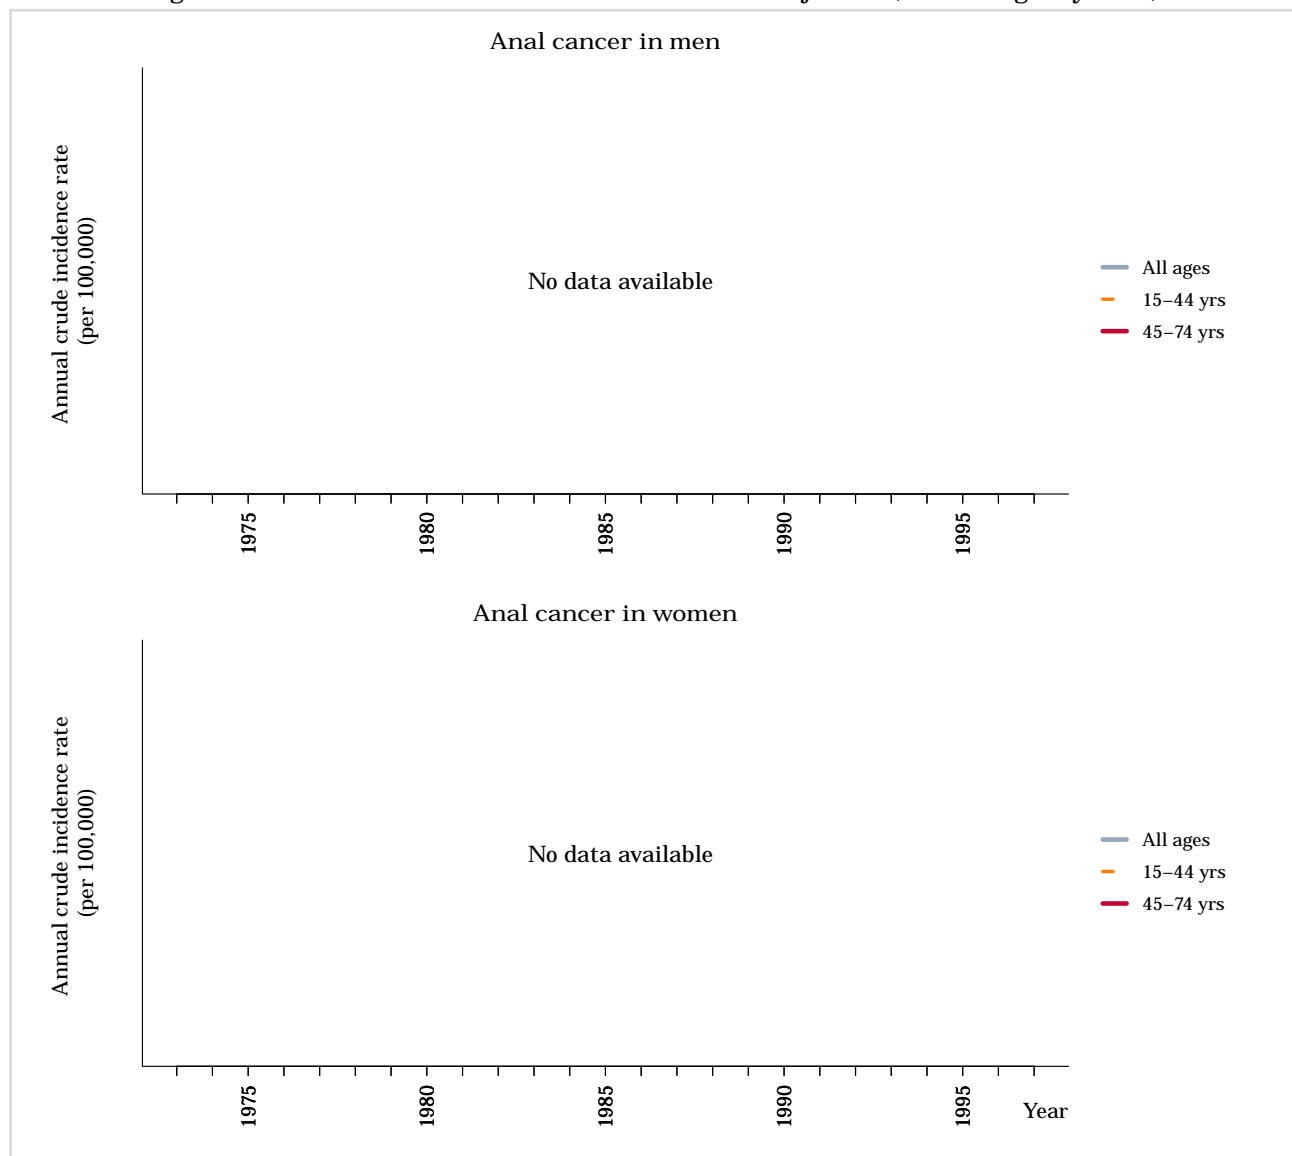 Anal cancer in men
Annual crude incidence rate
(per 100,000)
No data available
All ages
15–44 yrs
45–74 yrs
1975
1980
1985
1990
1995
Anal cancer in women
Annual crude incidence rate
(per 100,000)
No data available
All ages
15–44 yrs
45–74 yrs
1975
1980
1985
1990
1995
Year